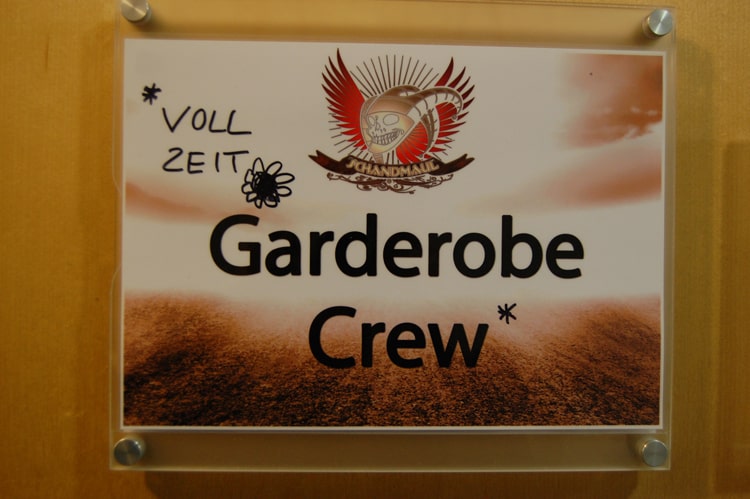 * VOLL
ZEIT
SCHANDMAUL
Garderobe
Crew*